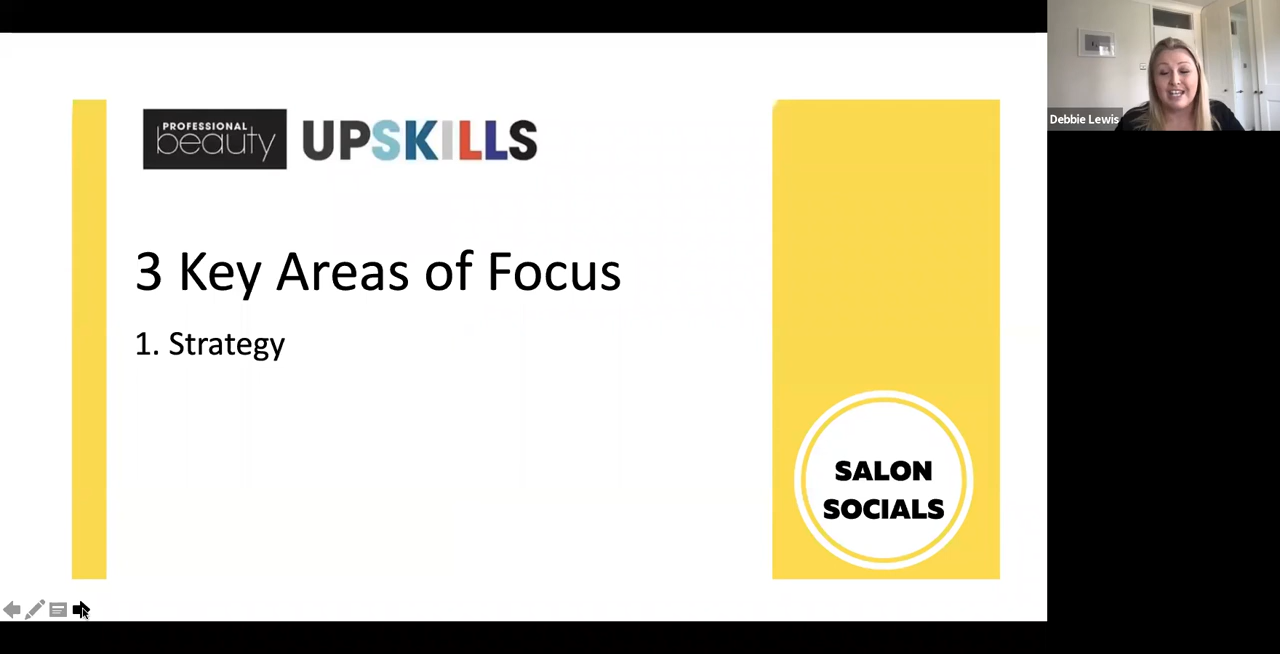 PROFESSIONAL
beauty
UPSKILLS
3 Key Areas of Focus
1. Strategy
SALON
SOCIALS
Debbie Lewis